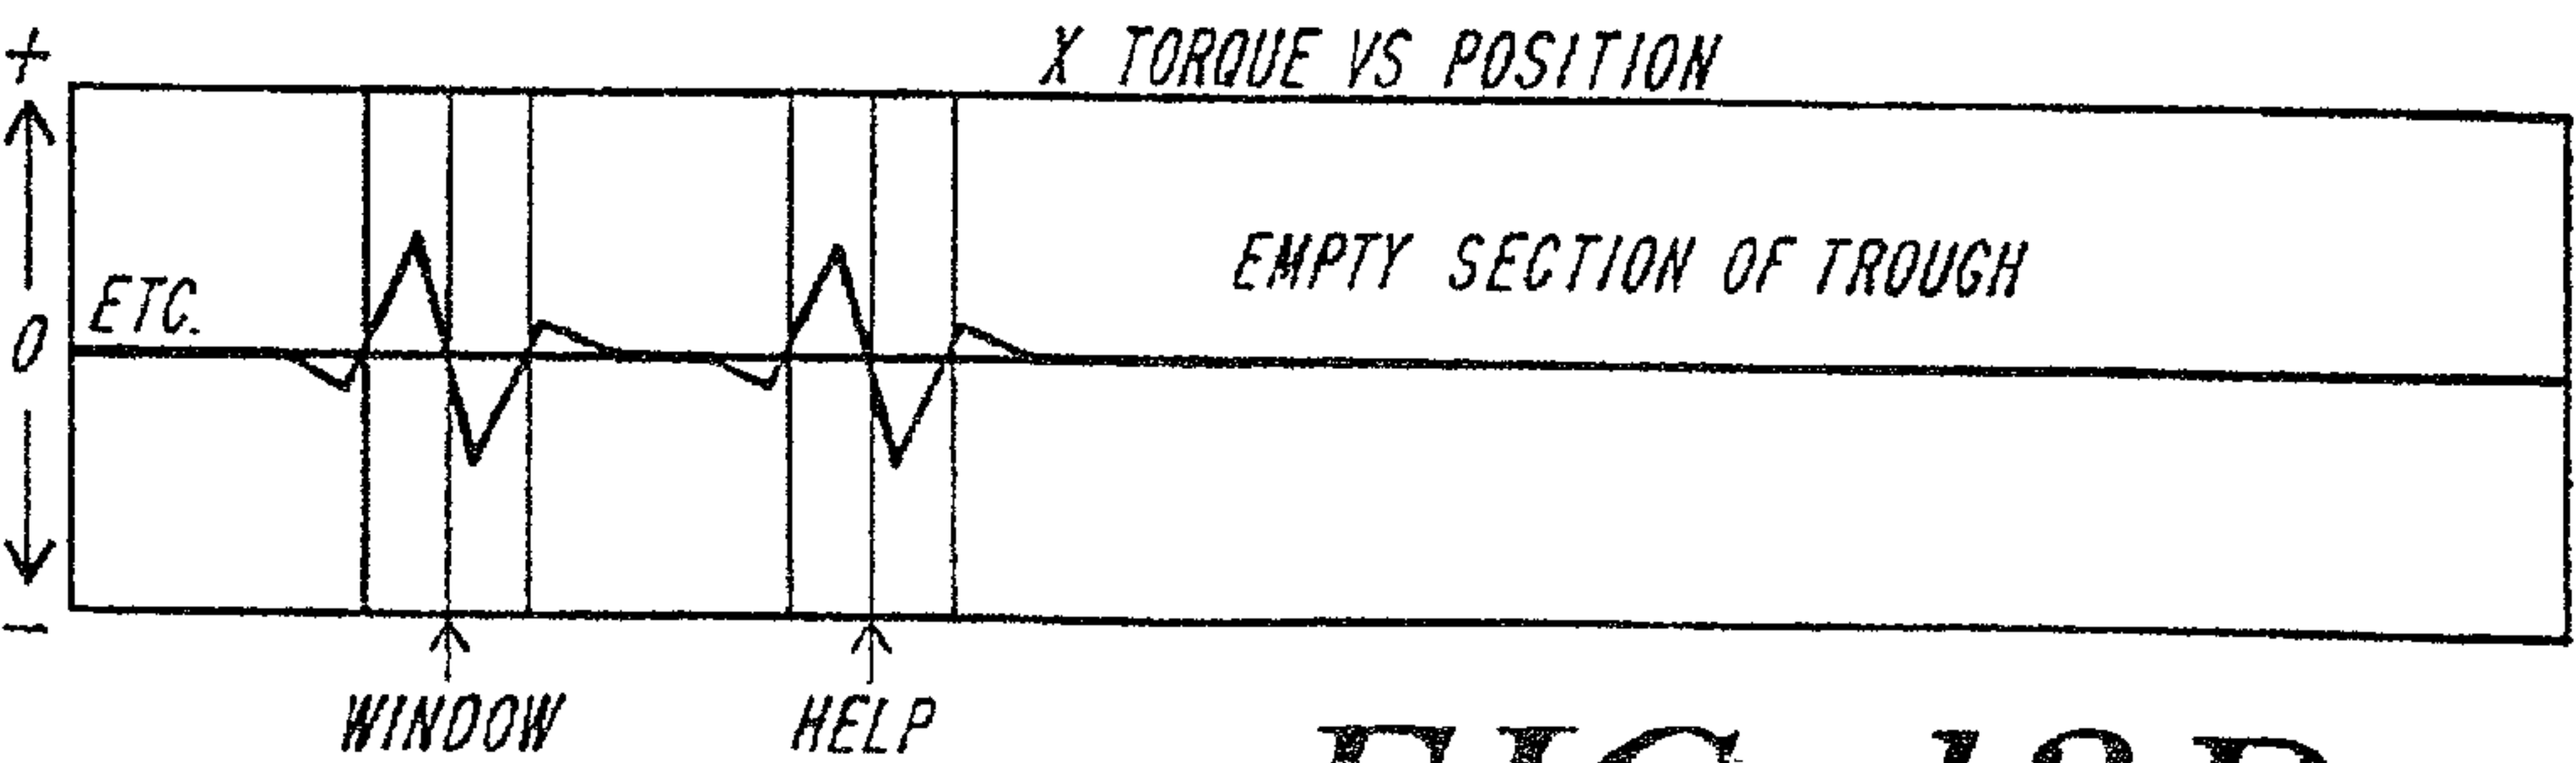 X TORQUE VS POSITION
+
0
-
ETC.
EMPTY SECTION OF TROUGH
WINDOW
HELP